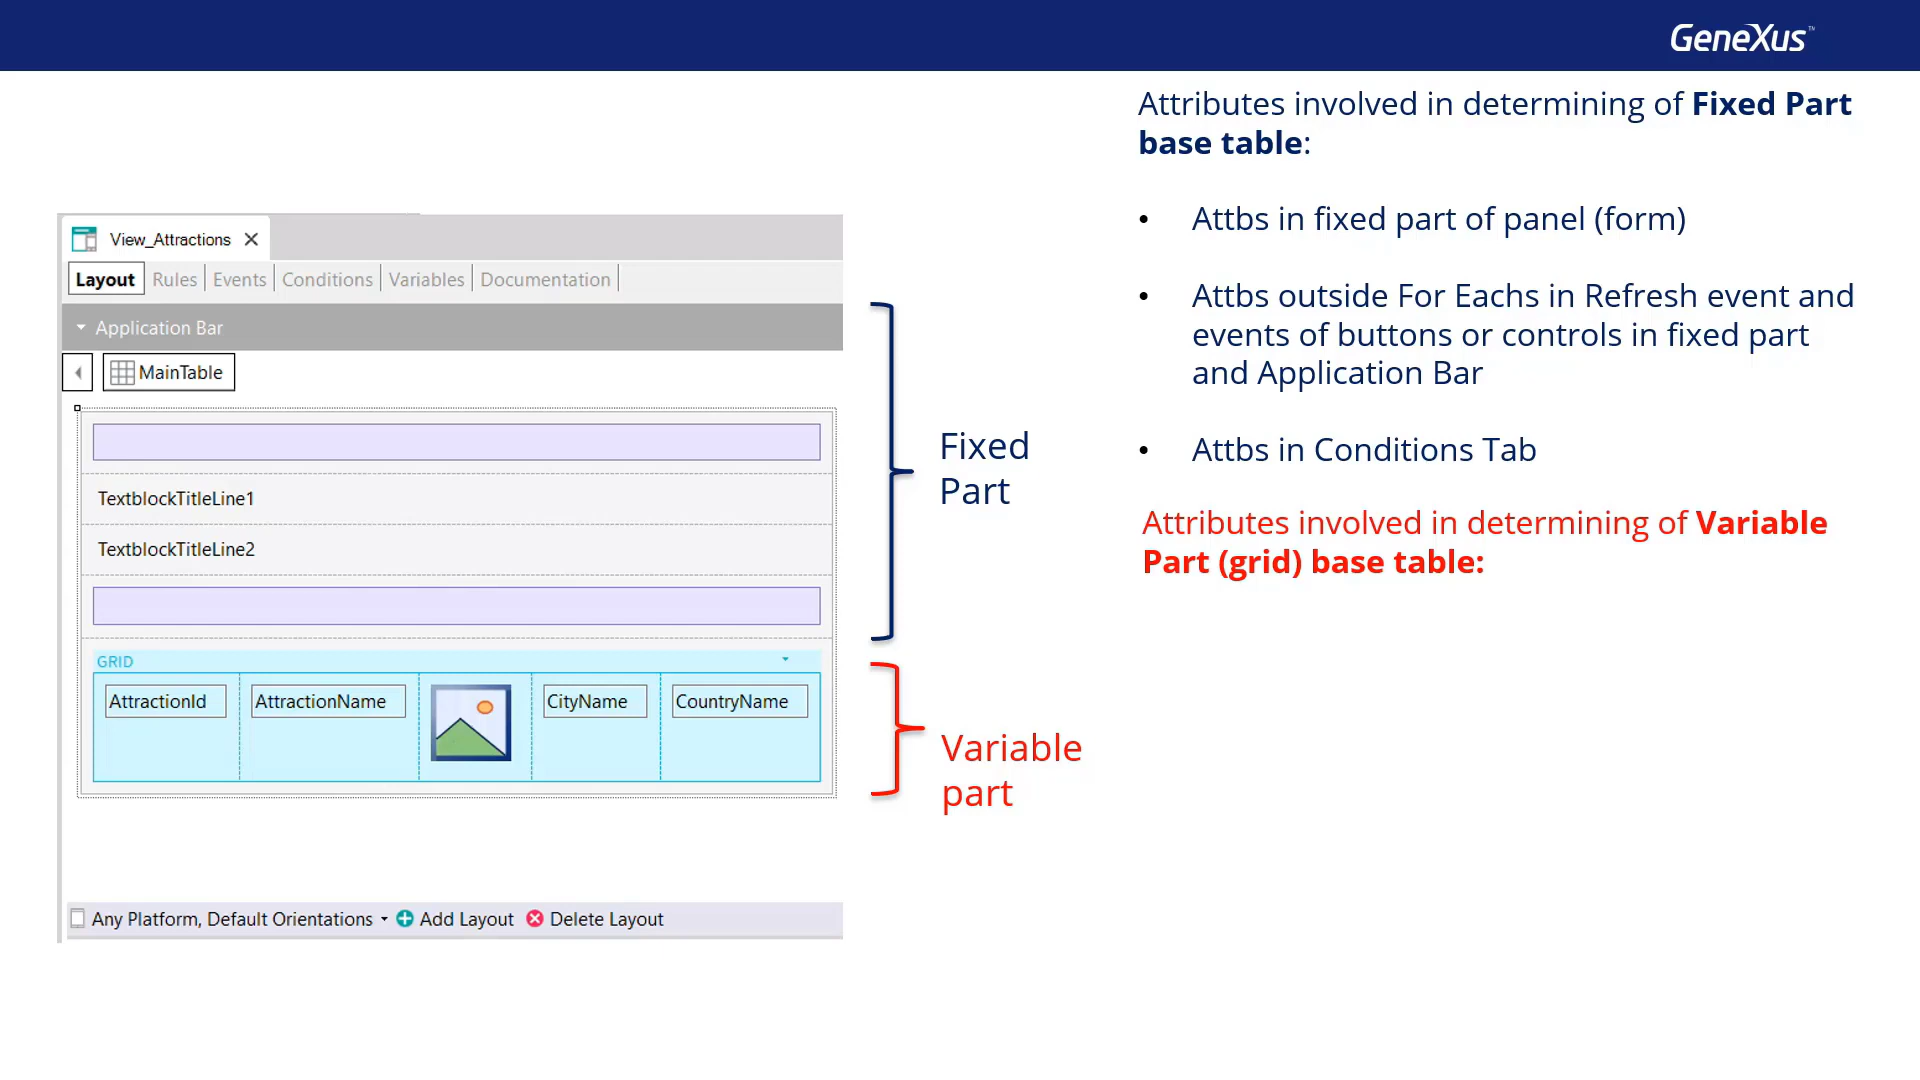 GeneXus™
Attributes involved in determining of Fixed Part
base table:
• Attbs in fixed part of panel (form)
• Attbs outside For Eachs in Refresh event and
events of buttons or controls in fixed part
and Application Bar
• Attbs in Conditions Tab
Attributes involved in determining of Variable
Part (grid) base table:
View_Attractions
Layout Rules Events Conditions Variables Documentation
Application Bar
MainTable
TextblockTitleLine1
TextblockTitleLine2
GRID
AttractionId AttractionName CityName CountryName
Any Platform, Default Orientations Add Layout Delete Layout
Fixed
Part
Variable
part